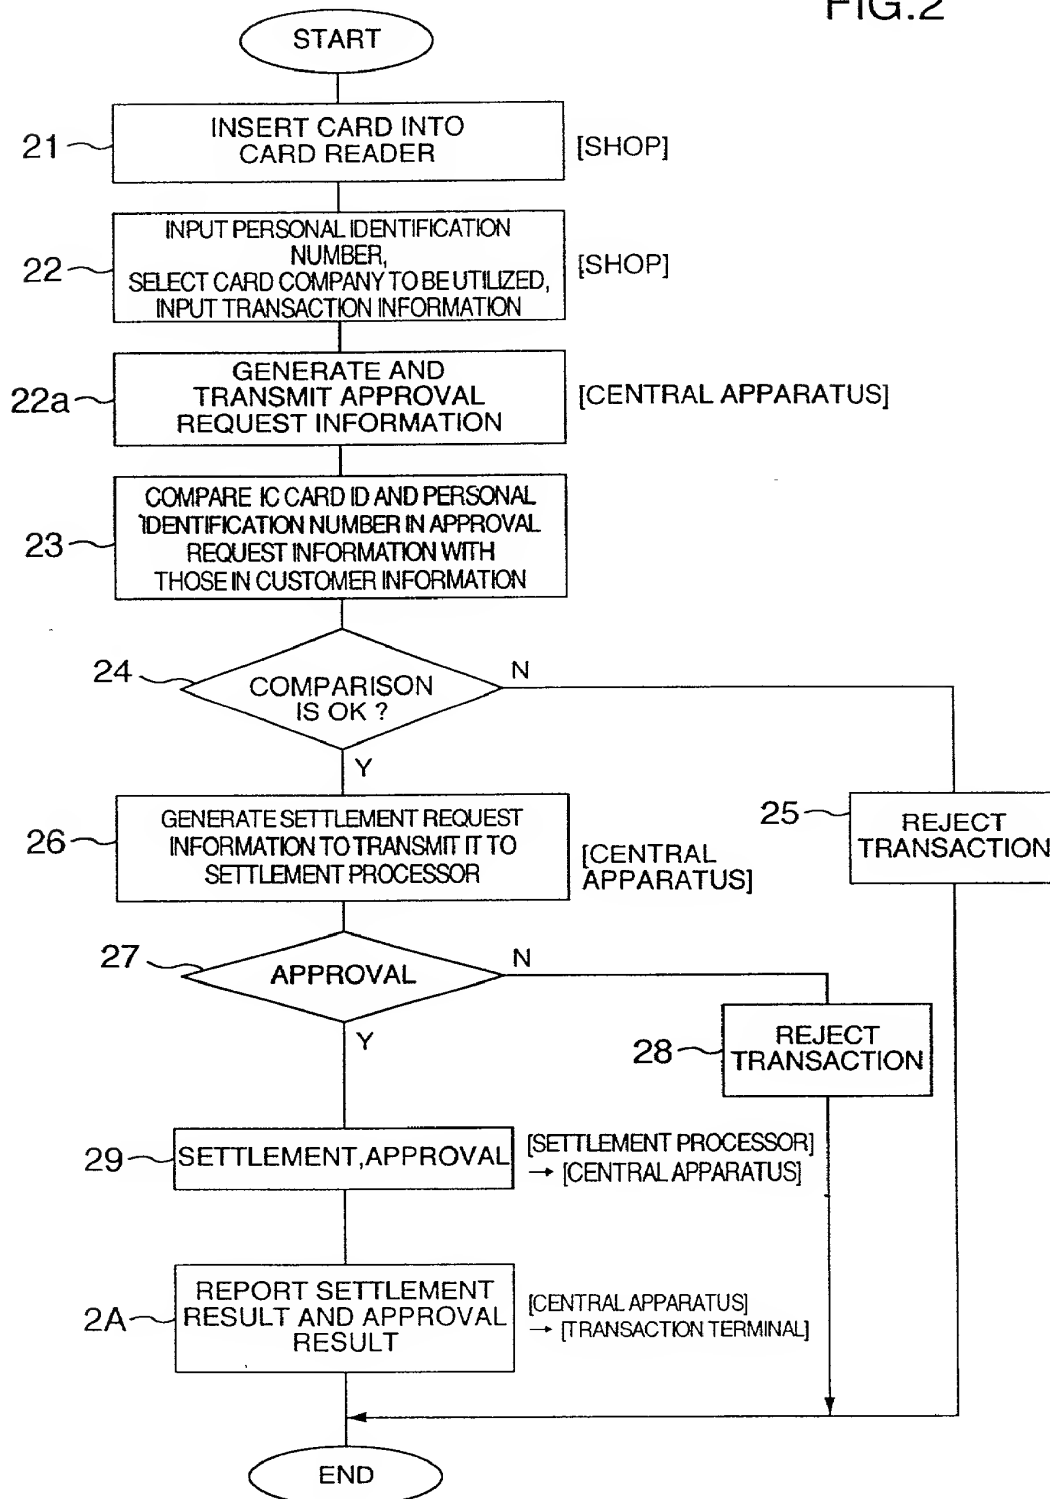 FIG.2
START
21
INSERT CARD INTO
CARD READER
[SHOP]
22
INPUT PERSONAL IDENTIFICATION
NUMBER,
SELECT CARD COMPANY TO BE UTILIZED,
INPUT TRANSACTION INFORMATION
[SHOP]
22a
GENERATE AND
TRANSMIT APPROVAL
REQUEST INFORMATION
[CENTRAL APPARATUS]
23
COMPARE IC CARD ID AND PERSONAL
IDENTIFICATION NUMBER IN APPROVAL
REQUEST INFORMATION WITH
THOSE IN CUSTOMER INFORMATION
24
COMPARISON
IS OK ?
N
Y
25
REJECT
TRANSACTION
26
GENERATE SETTLEMENT REQUEST
INFORMATION TO TRANSMIT IT TO
SETTLEMENT PROCESSOR
[CENTRAL
APPARATUS]
27
APPROVAL
N
Y
28
REJECT
TRANSACTION
29
SETTLEMENT,APPROVAL
[SETTLEMENT PROCESSOR]
→ [CENTRAL APPARATUS]
2A
REPORT SETTLEMENT
RESULT AND APPROVAL
RESULT
[CENTRAL APPARATUS]
→ [TRANSACTION TERMINAL]
END